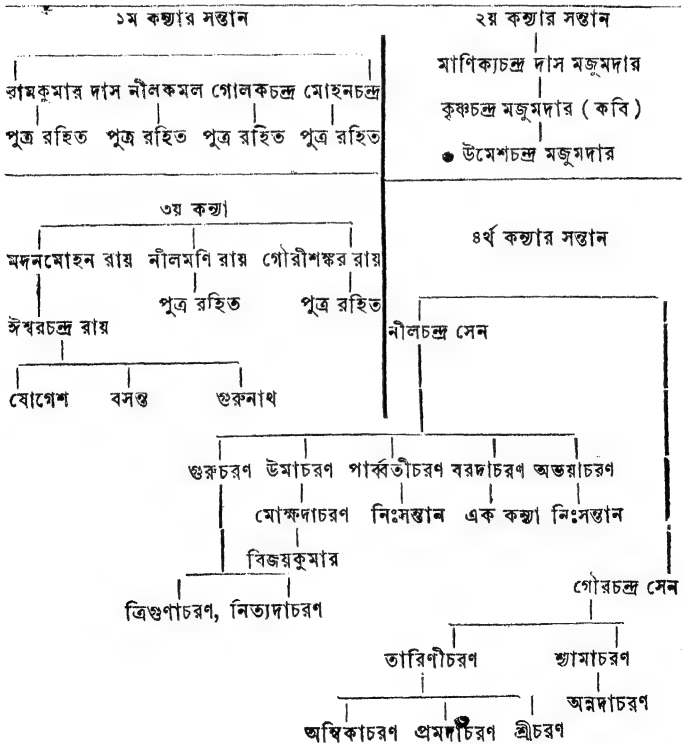 ১ম কন্যার সন্তান
রামকুমার দাস নীলকমল গোলকচন্দ্র মোহনচন্দ্র
পুত্র রহিত পুত্র রহিত পুত্র রহিত পুত্র রহিত
২য় কন্যার সন্তান
মাণিক্যচন্দ্র দাস মজুমদার
কৃষ্ণচন্দ্র মজুমদার ( কবি )
উমেশচন্দ্র মজুমদার
৩য় কন্যা
মদনমোহন রায় নীলমণি রায় গৌরীশঙ্কর রায়
পুত্র রহিত পুত্র রহিত
ঈশ্বরচন্দ্র রায়
যোগেশ বসন্ত গুরুনাথ
৪র্থ কন্যার সন্তান
নীলচন্দ্র সেন
গুরুচরণ উমাচরণ পার্ব্বতীচরণ বরদাচরণ অভয়াচরণ
মোক্ষদাচরণ নিঃসন্তান এক কন্যা নিঃসন্তান
বিজয়কুমার
ত্রিগুণাচরণ, নিত্যদাচরণ
গৌরচন্দ্র সেন
তারিণীচরণ শ্যামাচরণ
অন্নদাচরণ
অম্বিকাচরণ প্রমদাচরণ শ্রীচরণ